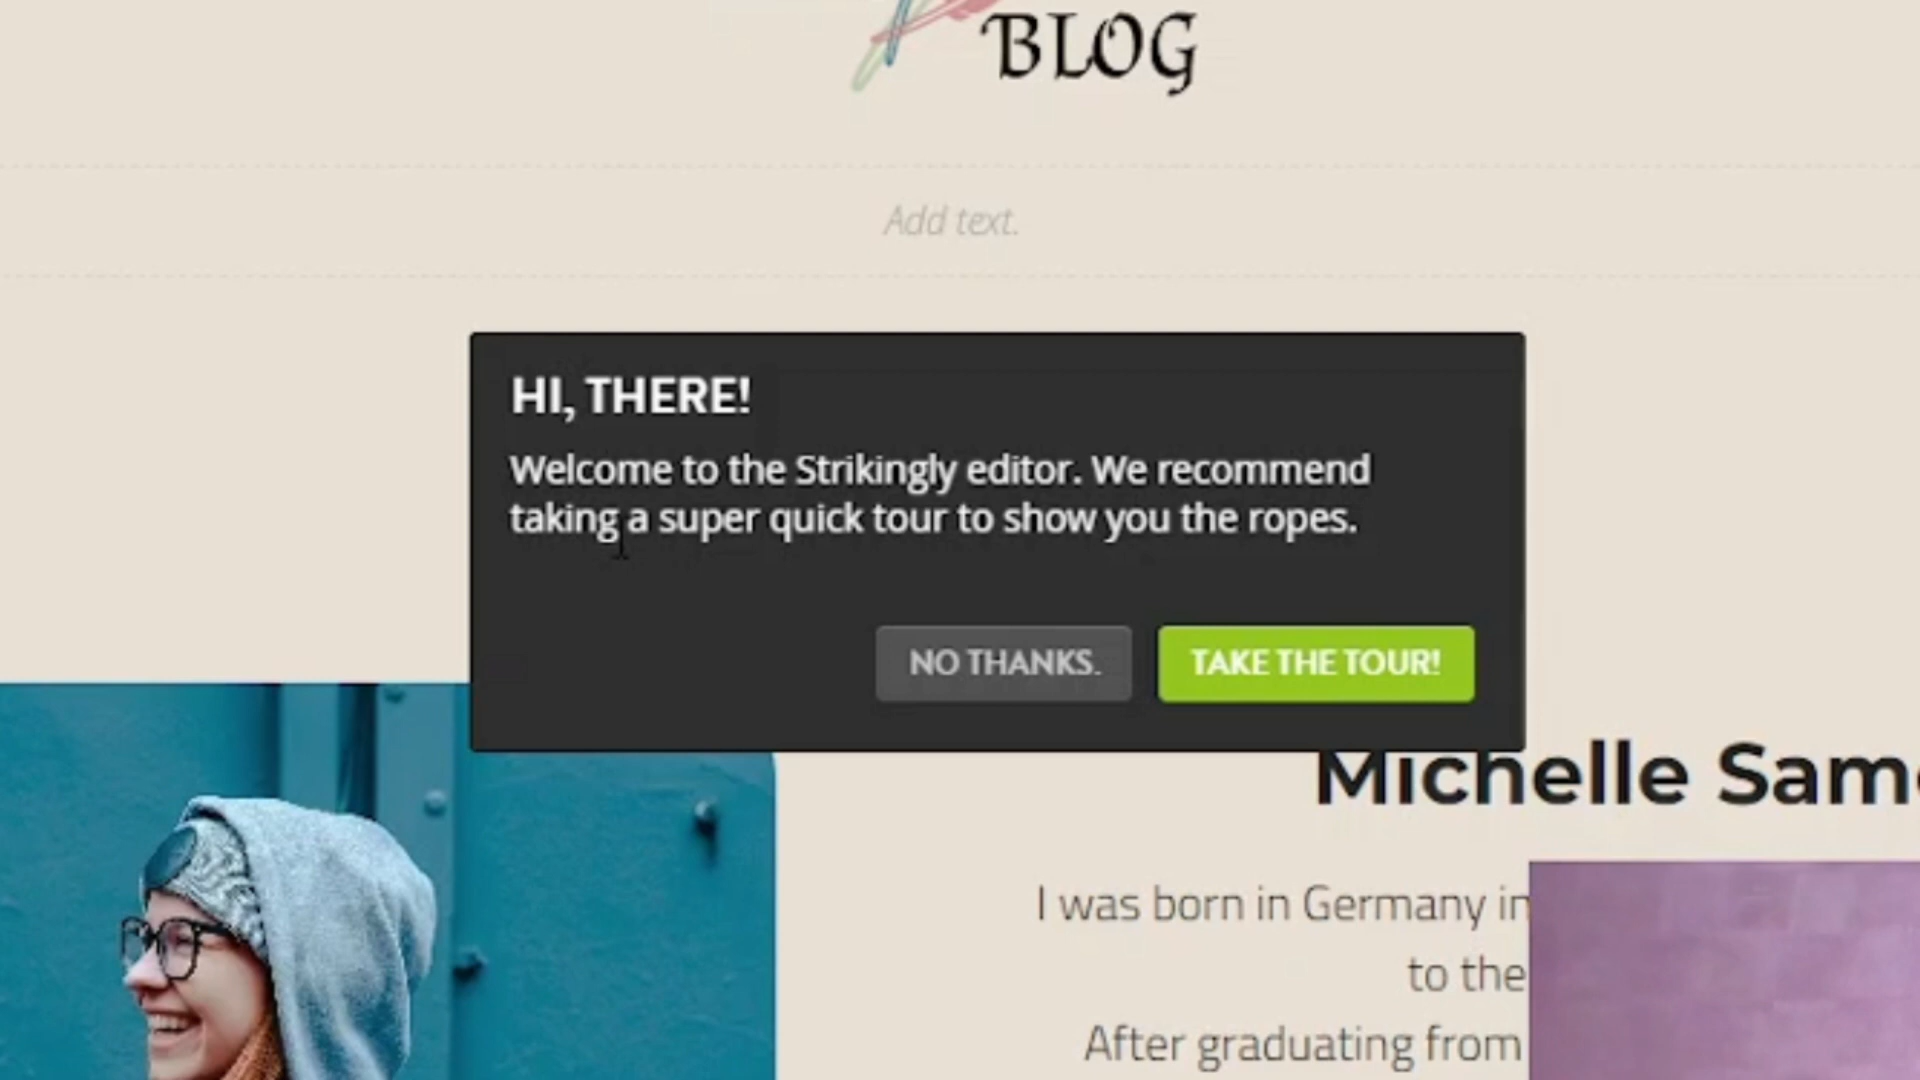 BLOG
Add text.
HI, THERE!
Welcome to the Strikingly editor. We recommend
taking a super quick tour to show you the ropes.
NO THANKS.
TAKE THE TOUR!
Michelle
I was born in Germany in
to the
After graduating from